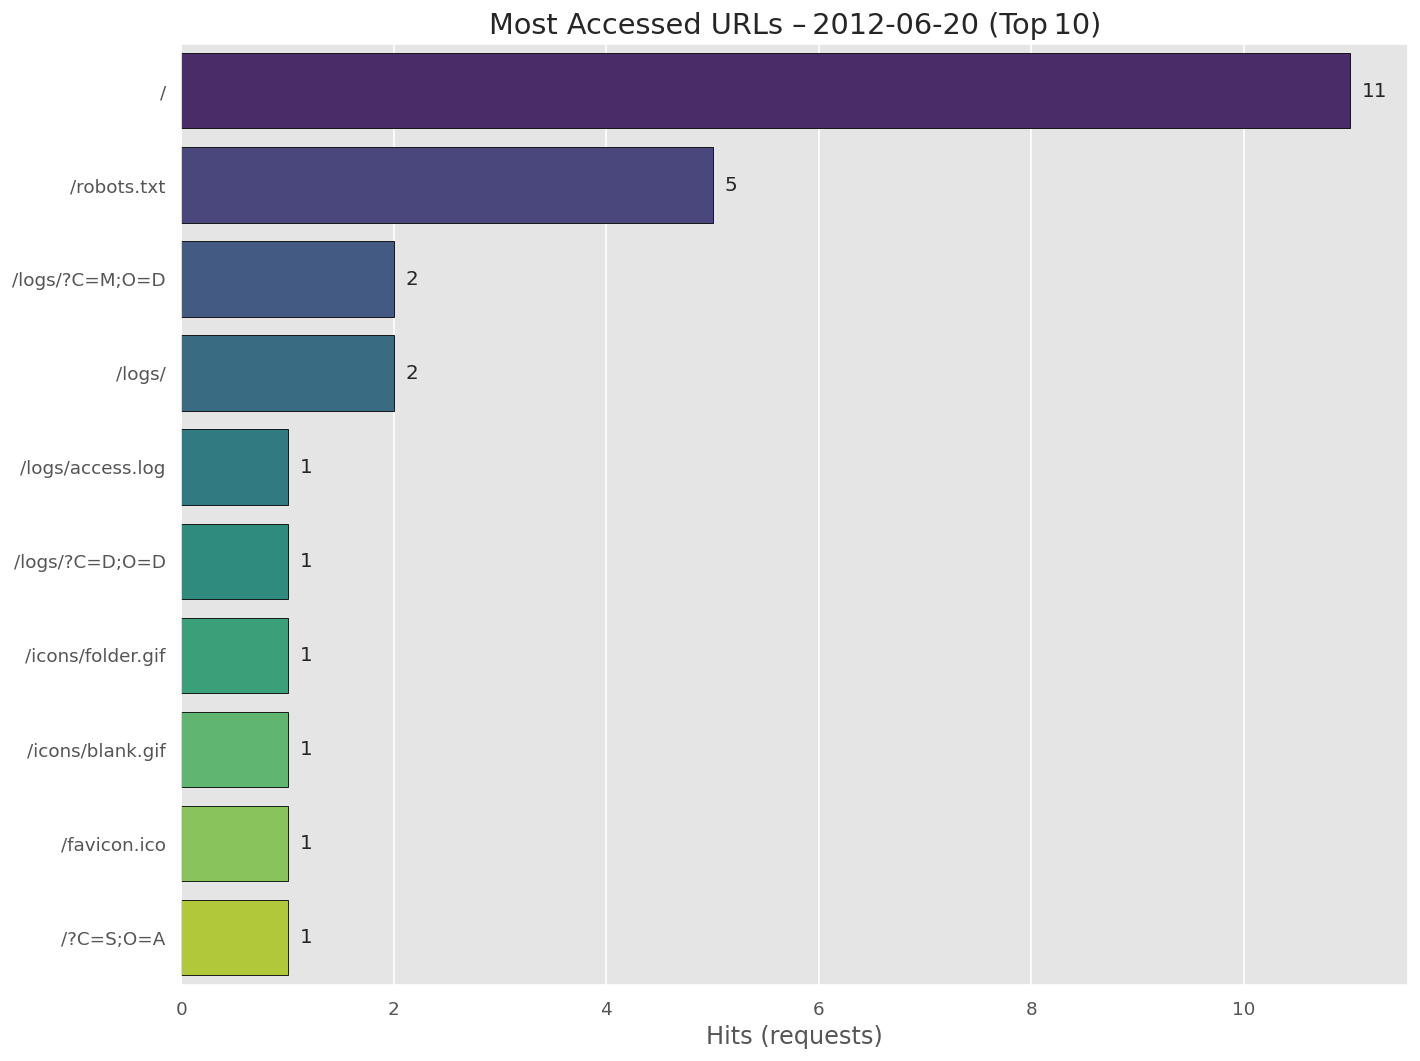 Most Accessed URLs – 2012-06-20 (Top 10)
/ 11
/robots.txt 5
/logs/?C=M;O=D 2
/logs/ 2
/logs/access.log 1
/logs/?C=D;O=D 1
/icons/folder.gif 1
/icons/blank.gif 1
/favicon.ico 1
/?C=S;O=A 1
0 2 4 6 8 10
Hits (requests)